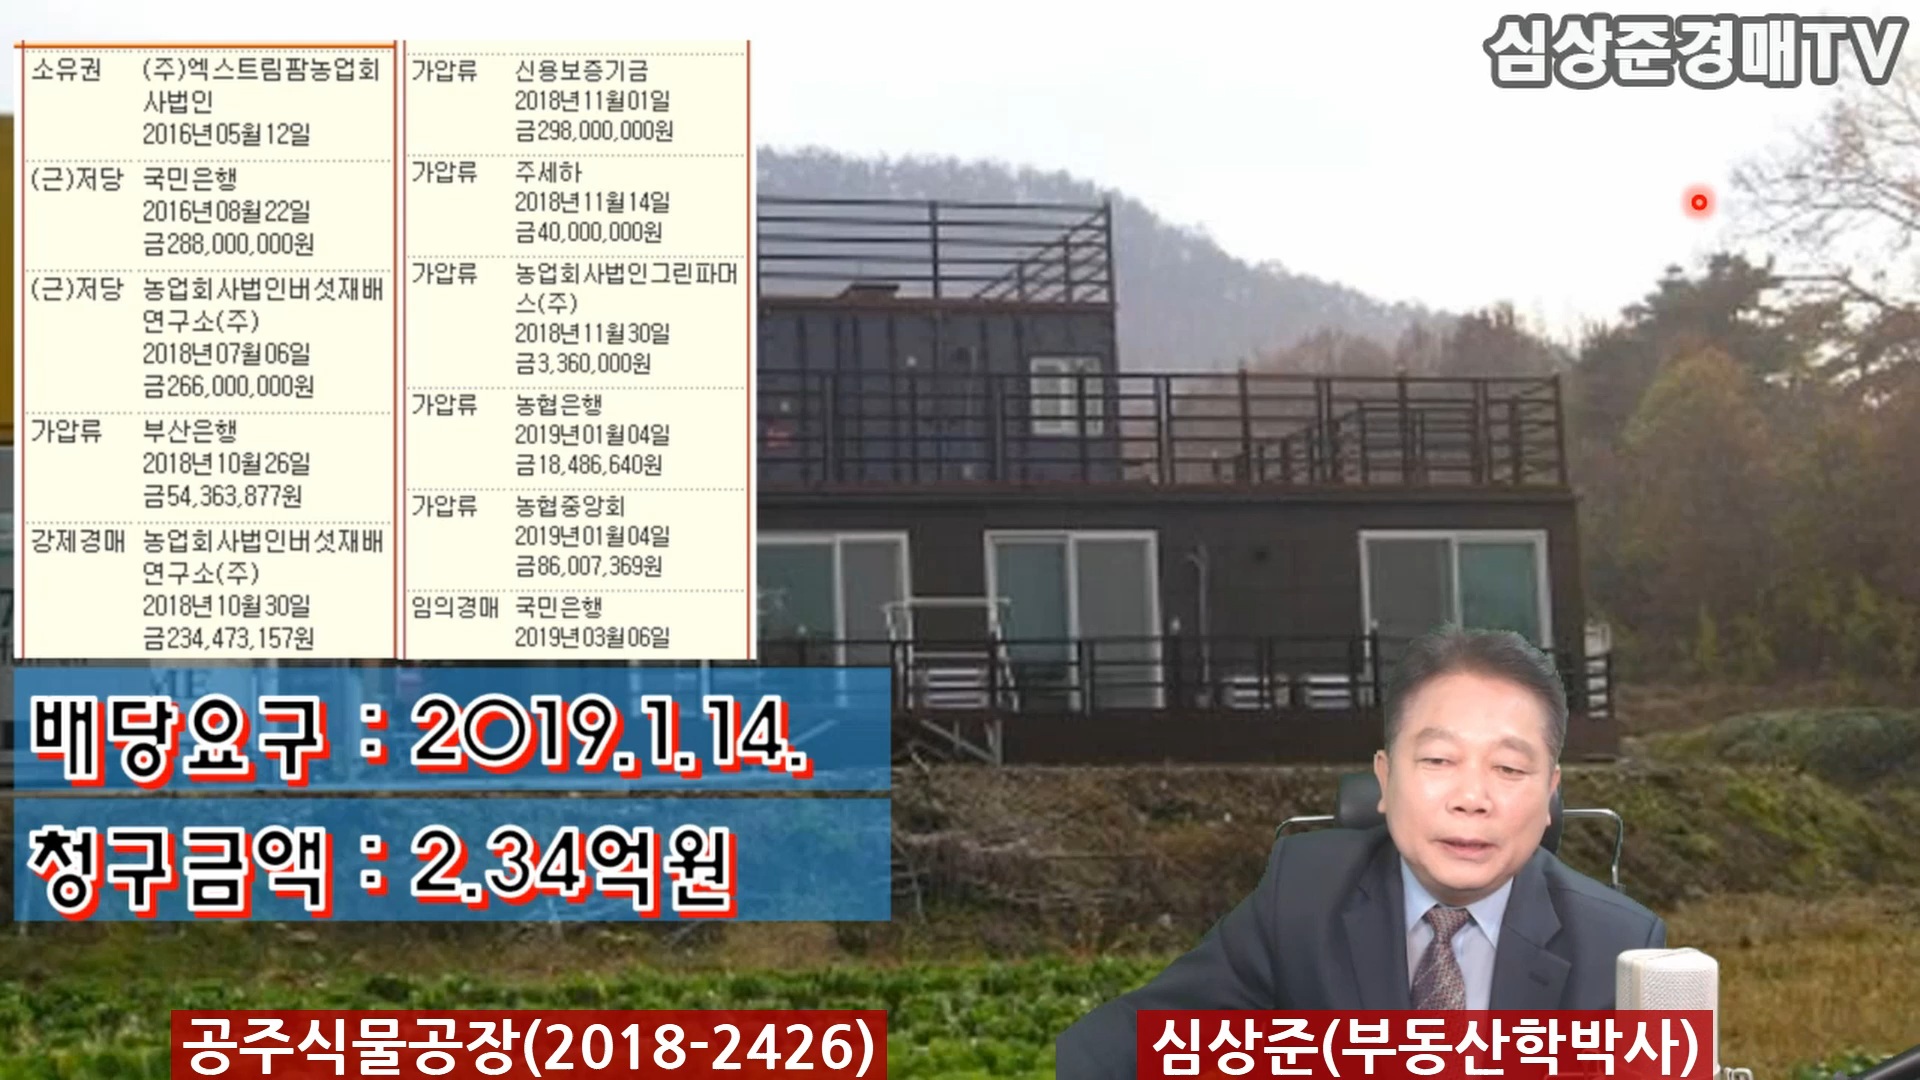 심상준경매TV
소유권 (주)엑스트림팜농업회
사법인
2016년05월12일
(근)저당 국민은행
2016년08월22일
금288,000,000원
(근)저당 농업회사법인버섯재배
연구소(주)
2018년07월06일
금266,000,000원
가압류 부산은행
2018년10월26일
금54,363,877원
강제경매 농업회사법인버섯재배
연구소(주)
2018년10월30일
금234,473,157원
가압류 신용보증기금
2018년11월01일
금298,000,000원
가압류 주세하
2018년11월14일
금40,000,000원
가압류 농업회사법인그린파머
스(주)
2018년11월30일
금3,360,000원
가압류 농협은행
2019년01월04일
금18,486,640원
가압류 농협중앙회
2019년01월04일
금86,007,369원
임의경매 국민은행
2019년03월06일
배당요구 : 2019.1.14.
청구금액 : 2.34억원
공주식물공장(2018-2426)
심상준(부동산학박사)